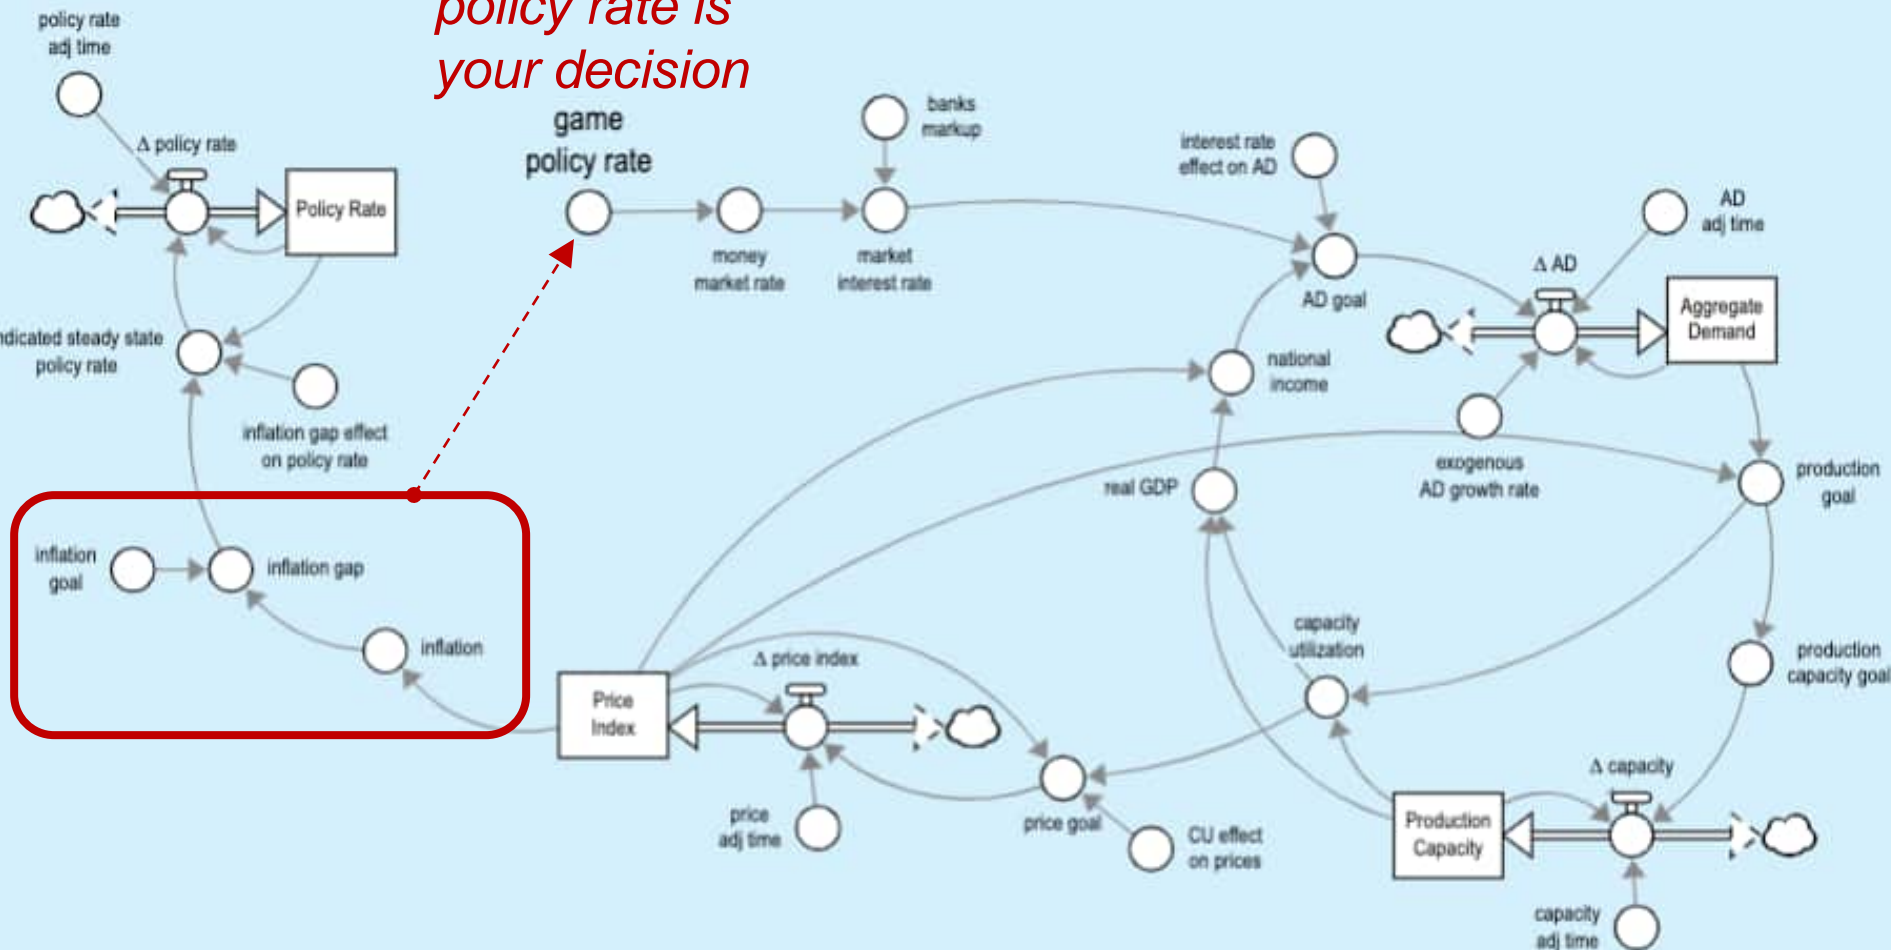 policy rate is
your decision
policy rate
adj time
Δ policy rate
Policy Rate
game
policy rate
banks
markup
money
market rate
market
interest rate
interest rate
effect on AD
AD goal
AD
adj time
Δ AD
Aggregate
Demand
ndicated steady state
policy rate
inflation gap effect
on policy rate
national
income
exogenous
AD growth rate
real GDP
production
goal
inflation
goal
inflation gap
inflation
capacity
utilization
production
capacity goal
Δ price index
Price
Index
price
adj time
price goal
CU effect
on prices
Δ capacity
Production
Capacity
capacity
adj time